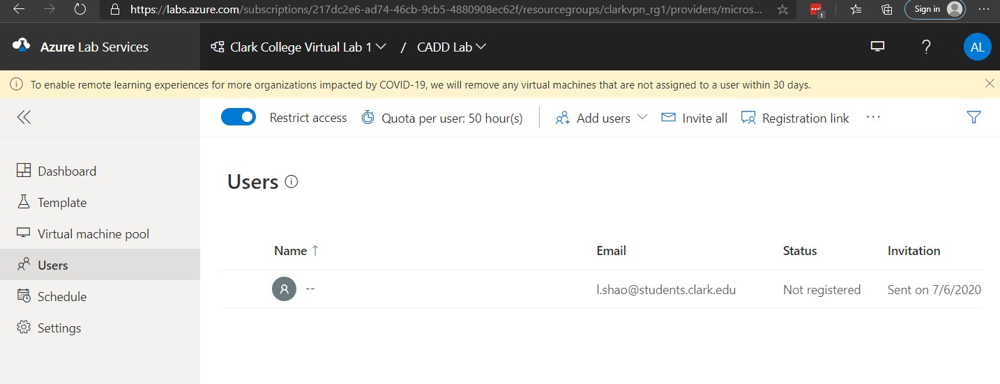 https://labs.azure.com/subscriptions/217dc2e6-ad74-46cb-9cb5-4880908ec62f/resourcegroups/clarkvpn_rg1/providers/micros...
1
Sign in
Azure Lab Services
Clark College Virtual Lab 1 / CADD Lab
?
AL
To enable remote learning experiences for more organizations impacted by COVID-19, we will remove any virtual machines that are not assigned to a user within 30 days.
Restrict access
Quota per user: 50 hour(s)
Add users
Invite all
Registration link
Dashboard
Template
Virtual machine pool
Users
Schedule
Settings
Users
Name ↑ Email Status Invitation
-- l.shao@students.clark.edu Not registered Sent on 7/6/2020